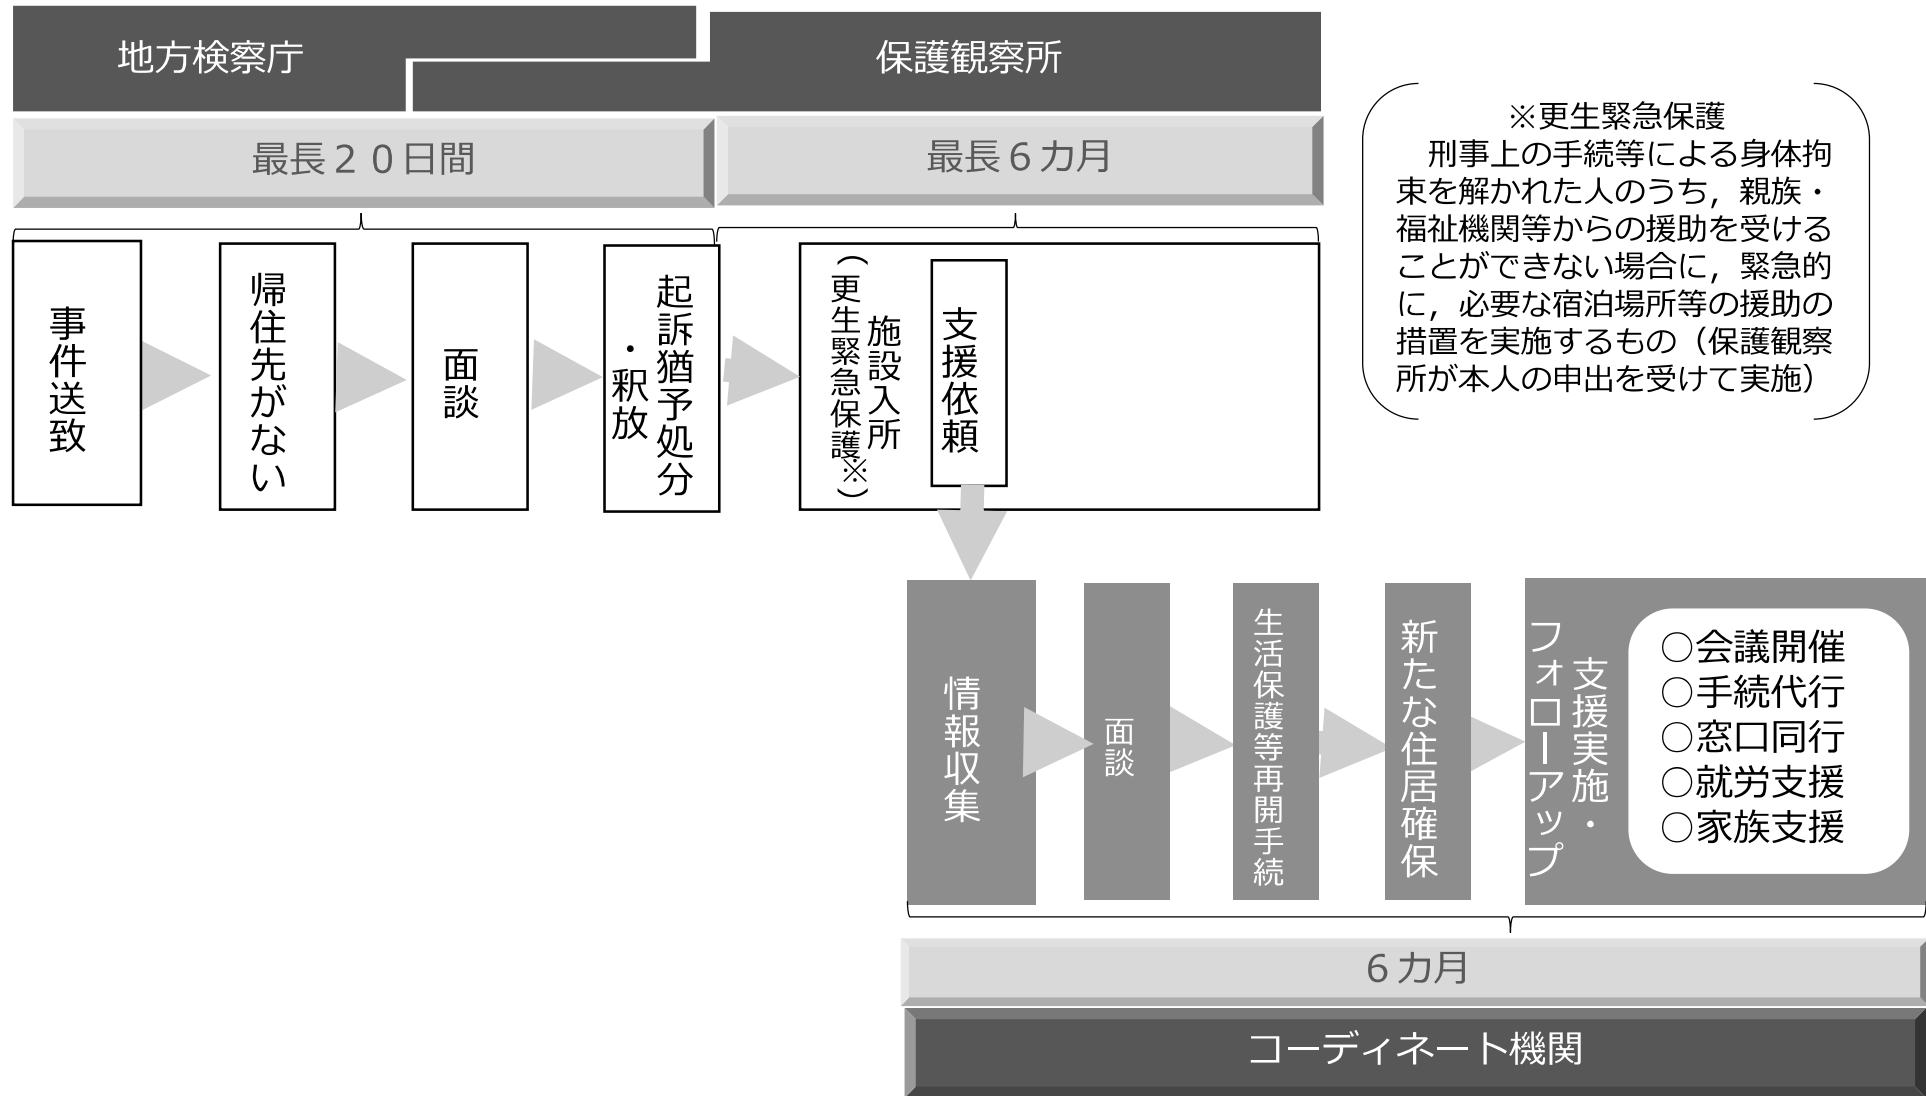 地方検察庁
保護観察所
最長２０日間
最長６カ月
事件送致
帰住先がない
面談
起訴猶予処分
・釈放
施設入所
（更生緊急保護※）
支援依頼
※更生緊急保護
刑事上の手続等による身体拘
束を解かれた人のうち，親族・
福祉機関等からの援助を受ける
ことができない場合に，緊急的
に，必要な宿泊場所等の援助の
措置を実施するもの（保護観察
所が本人の申出を受けて実施）
情報収集
面談
生活保護等再開手続
新たな住居確保
支援実施・
フォローアップ
○会議開催
○手続代行
○窓口同行
○就労支援
○家族支援
６カ月
コーディネート機関